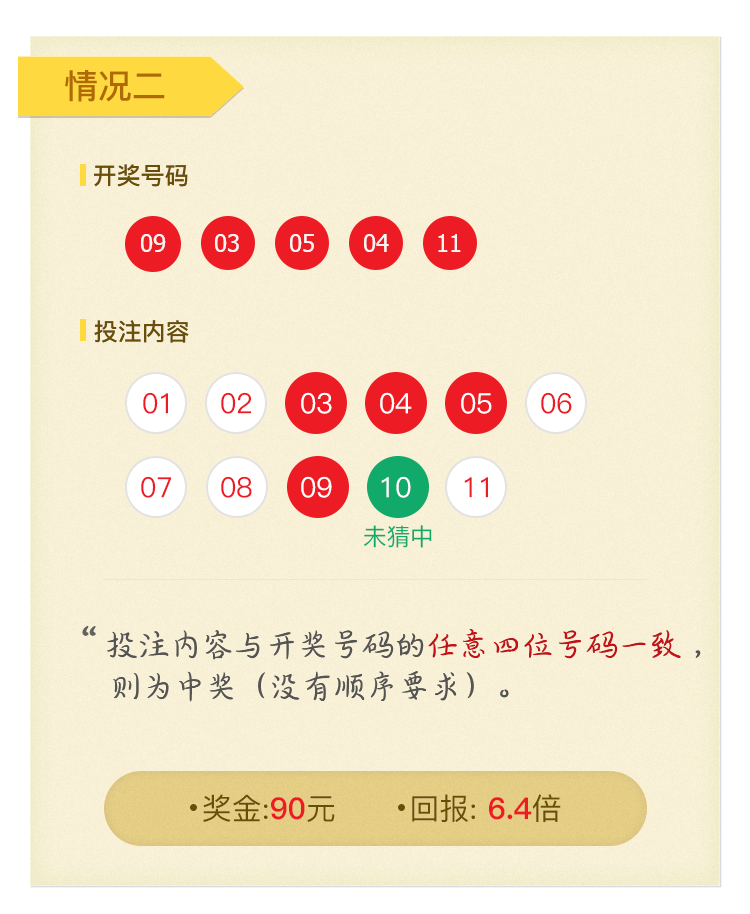 情况二
开奖号码
09 03 05 04 11
投注内容
01 02 03 04 05 06
07 08 09 10 11
未猜中
“投注内容与开奖号码的任意四位号码一致，
则为中奖（没有顺序要求）。
•奖金:90元 •回报: 6.4倍